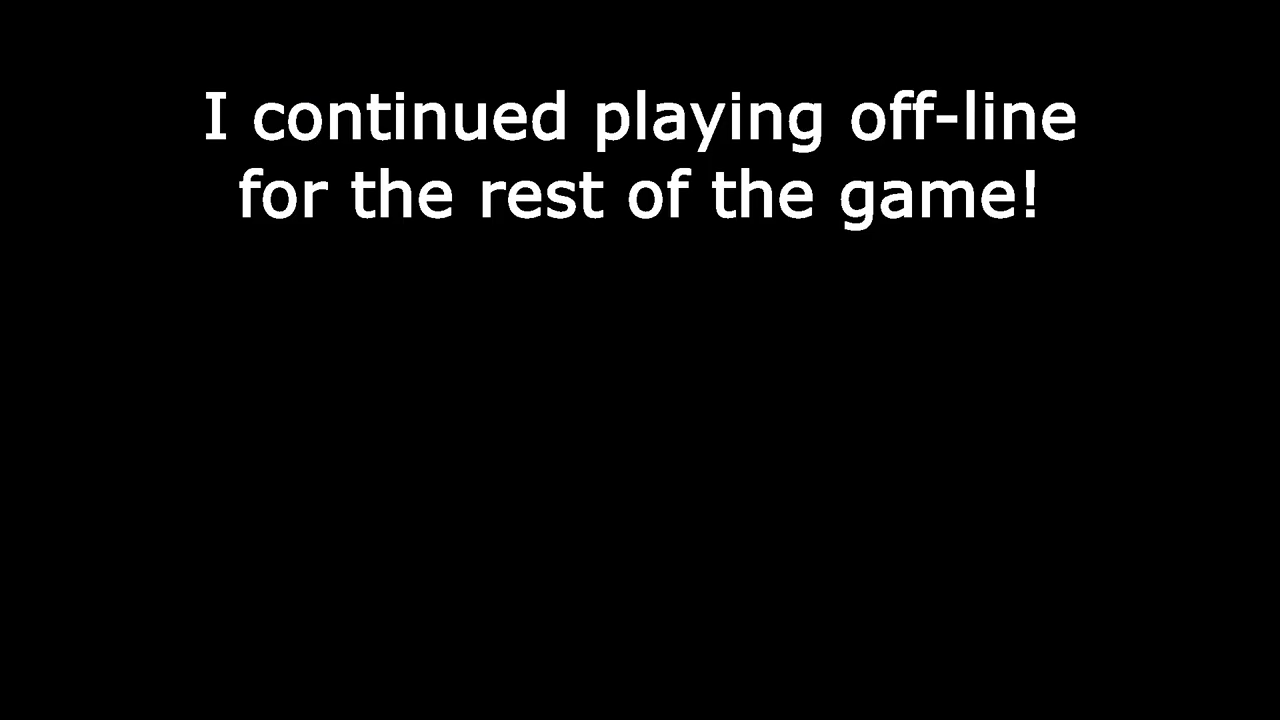 I continued playing off-line
for the rest of the game!